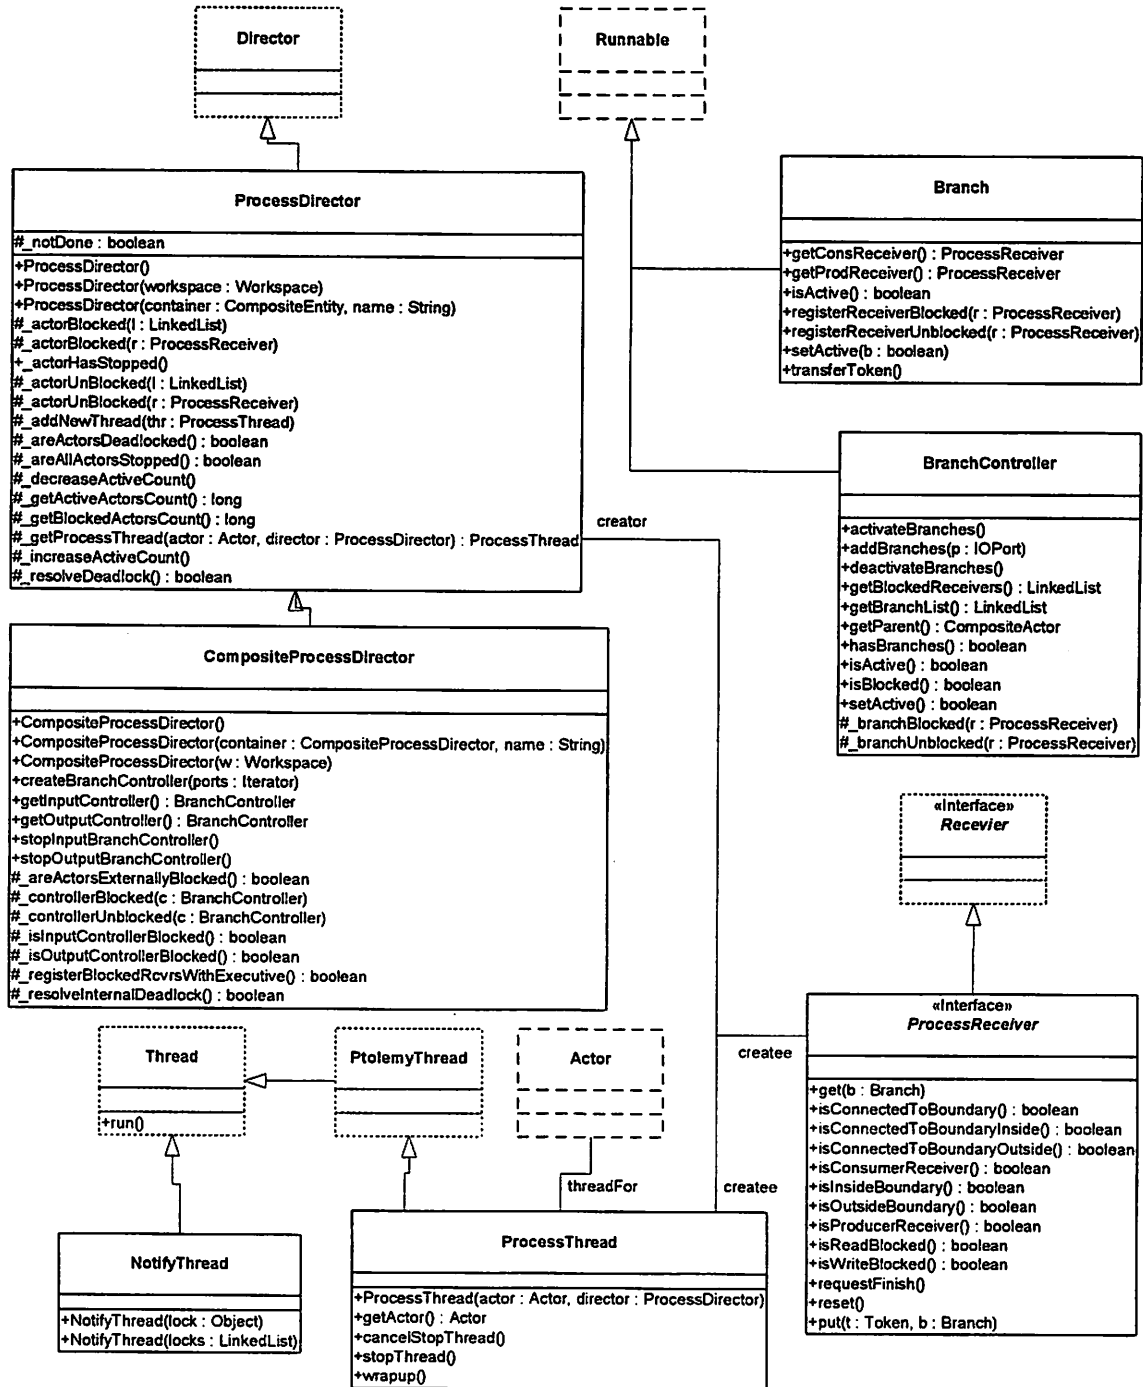 Director
Runnable
ProcessDirector
#_notDone : boolean
+ProcessDirector()
+ProcessDirector(workspace : Workspace)
+ProcessDirector(container : CompositeEntity, name : String)
#_actorBlocked(l : LinkedList)
#_actorBlocked(r : ProcessReceiver)
+_actorHasStopped()
#_actorUnBlocked(l : LinkedList)
#_actorUnBlocked(r : ProcessReceiver)
#_addNewThread(thr : ProcessThread)
#_areActorsDeadlocked() : boolean
#_areAllActorsStopped() : boolean
#_decreaseActiveCount()
#_getActiveActorsCount() : long
#_getBlockedActorsCount() : long
#_getProcessThread(actor : Actor, director : ProcessDirector) : ProcessThread
#_increaseActiveCount()
#_resolveDeadlock() : boolean
Branch
+getConsReceiver() : ProcessReceiver
+getProdReceiver() : ProcessReceiver
+isActive() : boolean
+registerReceiverBlocked(r : ProcessReceiver)
+registerReceiverUnblocked(r : ProcessReceiver)
+setActive(b : boolean)
+transferToken()
BranchController
+activateBranches()
+addBranches(p : IOPort)
+deactivateBranches()
+getBlockedReceivers() : LinkedList
+getBranchList() : LinkedList
+getParent() : CompositeActor
+hasBranches() : boolean
+isActive() : boolean
+isBlocked() : boolean
+setActive() : boolean
#_branchBlocked(r : ProcessReceiver)
#_branchUnblocked(r : ProcessReceiver)
creator
CompositeProcessDirector
+CompositeProcessDirector()
+CompositeProcessDirector(container : CompositeProcessDirector, name : String)
+CompositeProcessDirector(w : Workspace)
+createBranchController(ports : Iterator)
+getInputController() : BranchController
+getOutputController() : BranchController
+stopInputBranchController()
+stopOutputBranchController()
#_areActorsExternallyBlocked() : boolean
#_controllerBlocked(c : BranchController)
#_controllerUnblocked(c : BranchController)
#_isInputControllerBlocked() : boolean
#_isOutputControllerBlocked() : boolean
#_registerBlockedRcvrsWithExecutive() : boolean
#_resolveInternalDeadlock() : boolean
«Interface»
Recevier
«Interface»
ProcessReceiver
+get(b : Branch)
+isConnectedToBoundary() : boolean
+isConnectedToBoundaryInside() : boolean
+isConnectedToBoundaryOutside() : boolean
+isConsumerReceiver() : boolean
+isInsideBoundary() : boolean
+isOutsideBoundary() : boolean
+isProducerReceiver() : boolean
+isReadBlocked() : boolean
+isWriteBlocked() : boolean
+requestFinish()
+reset()
+put(t : Token, b : Branch)
createe
Thread
+run()
PtolemyThread
Actor
threadFor
createe
NotifyThread
+NotifyThread(lock : Object)
+NotifyThread(locks : LinkedList)
ProcessThread
+ProcessThread(actor : Actor, director : ProcessDirector)
+getActor() : Actor
+cancelStopThread()
+stopThread()
+wrapup()